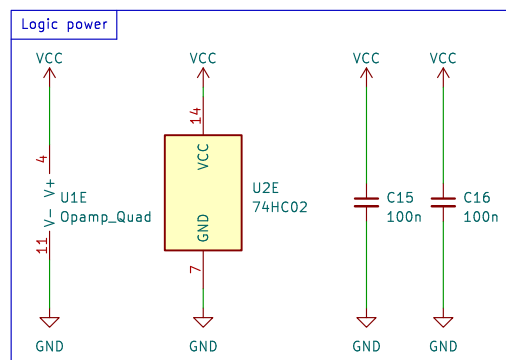 Logic power
VCC VCC VCC VCC
4 V+ 14 VCC
U1E
Opamp_Quad
U2E
74HC02
C15
100n
C16
100n
V- 11 GND 7
GND GND GND GND